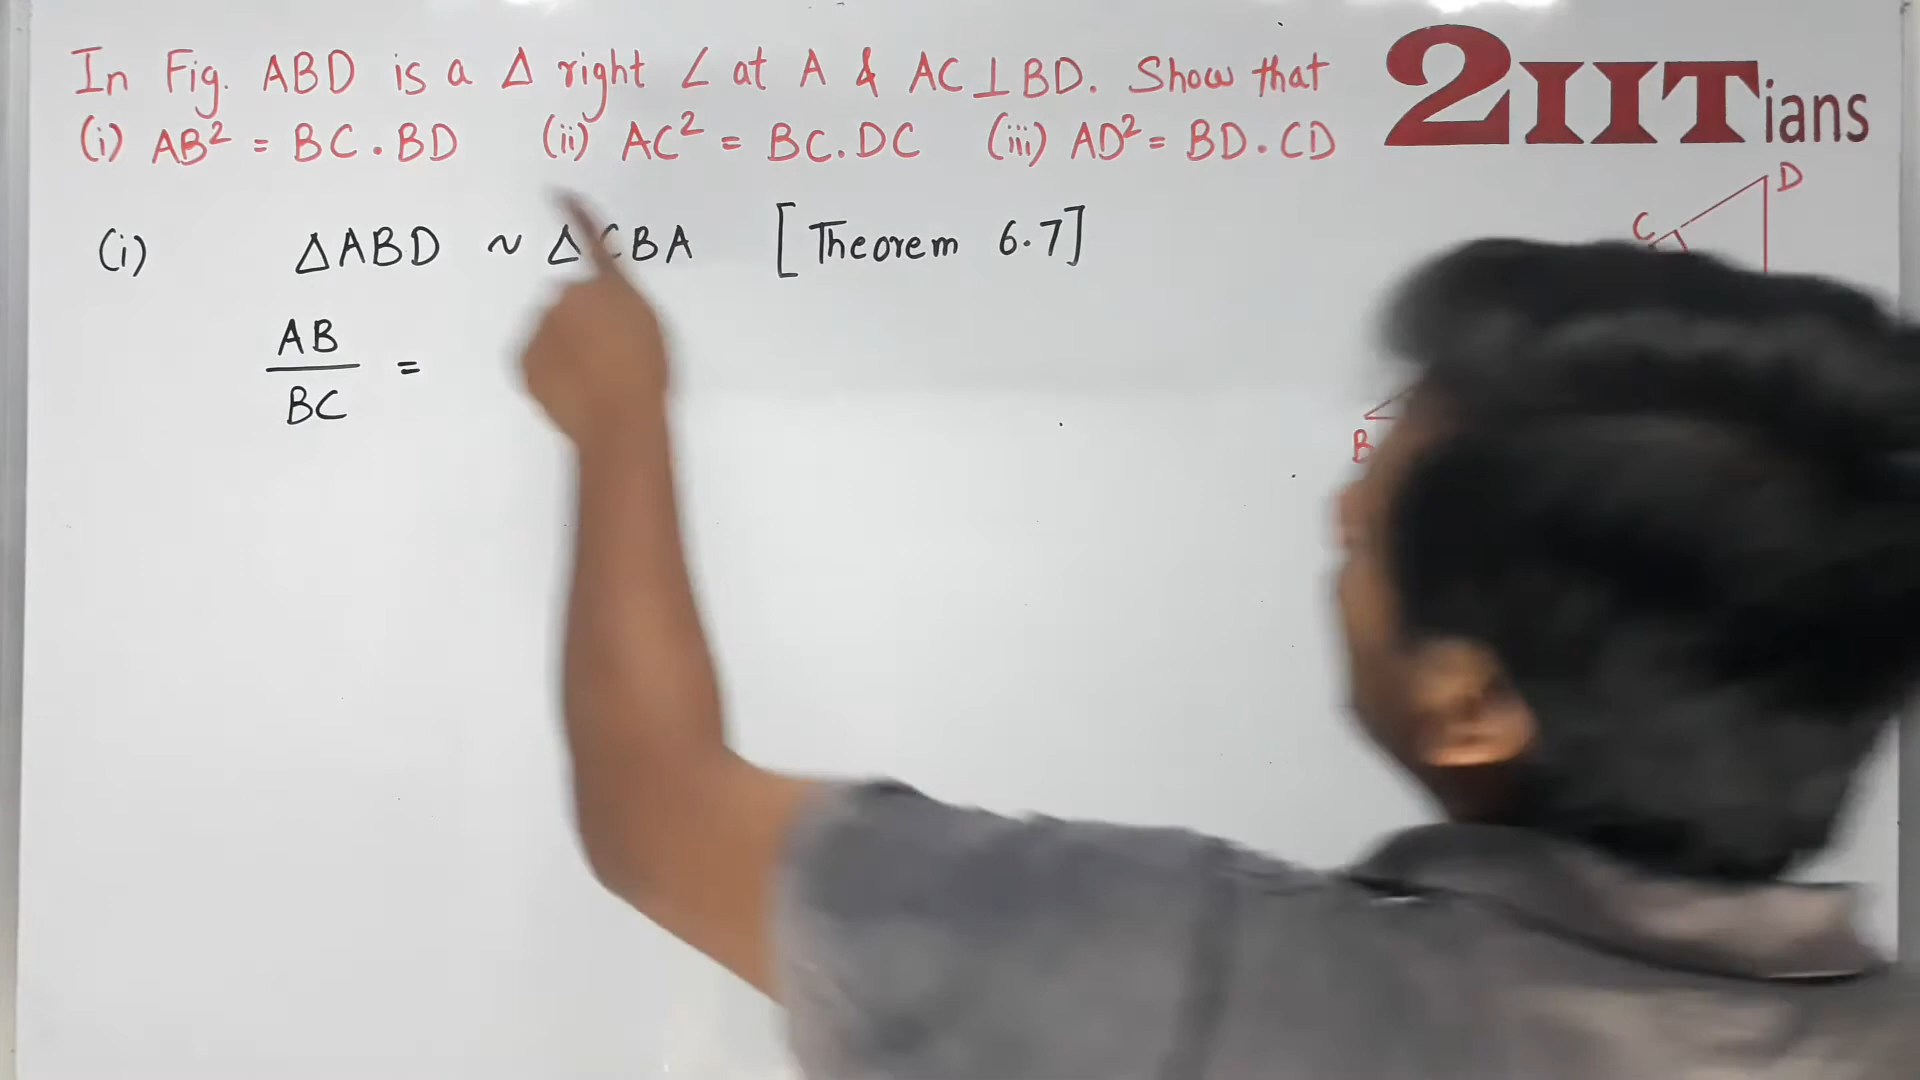 In Fig. ABD is a Δ right ∠ at A & AC⊥BD. Show that
(i) AB² = BC.BD (ii) AC² = BC.DC (iii) AD² = BD.CD
2IITians
D
C
(i) ΔABD ~ ΔCBA [Theorem 6.7]
AB
=
BC
B